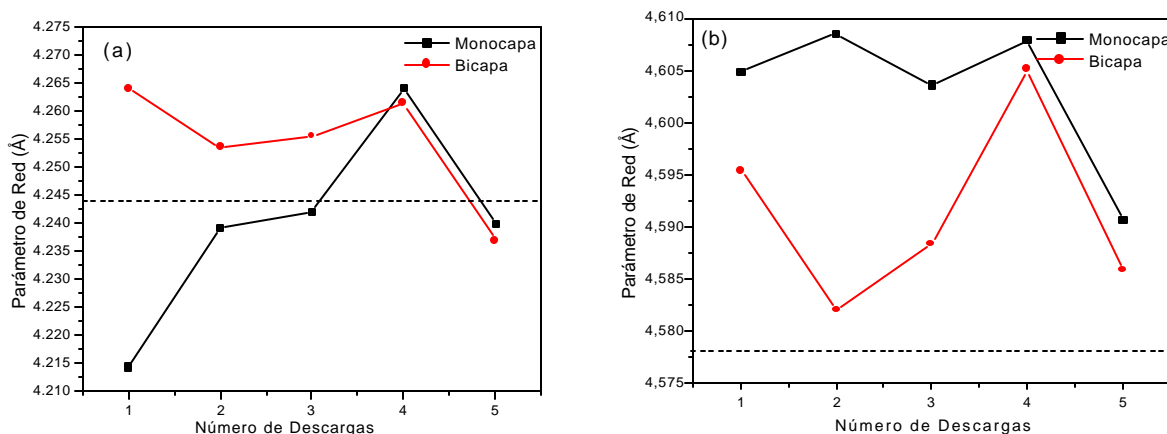 (a)
Monocapa
Bicapa
Parámetro de Red (Å)
4.275
4.270
4.265
4.260
4.255
4.250
4.245
4.240
4.235
4.230
4.225
4.220
4.215
4.210
1 2 3 4 5
Número de Descargas
(b)
Monocapa
Bicapa
Parámetro de Red (Å)
4,610
4,605
4,600
4,595
4,590
4,585
4,580
4,575
1 2 3 4 5
Número de Descargas